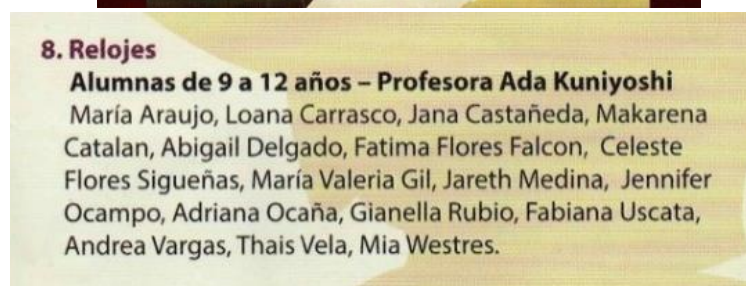 8. Relojes
Alumnas de 9 a 12 años – Profesora Ada Kuniyoshi
María Araujo, Loana Carrasco, Jana Castañeda, Makarena
Catalan, Abigail Delgado, Fatima Flores Falcon, Celeste
Flores Sigueñas, María Valeria Gil, Jareth Medina, Jennifer
Ocampo, Adriana Ocaña, Gianella Rubio, Fabiana Uscata,
Andrea Vargas, Thais Vela, Mia Westres.